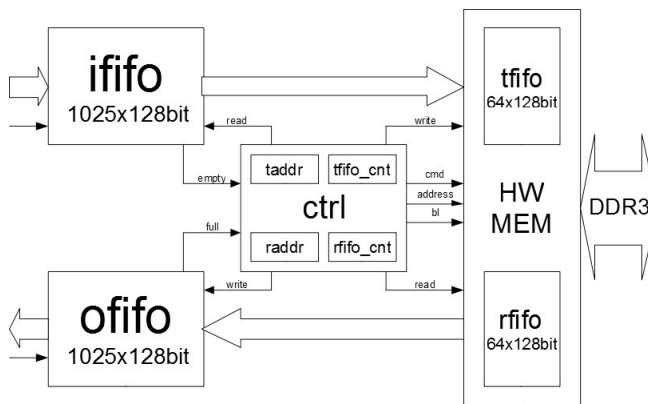 ififo
1025x128bit
tfifo
64x128bit
read
write
empty
taddr
tfifo_cnt
cmd
address
bl
ctrl
HW
MEM
DDR3
full
raddr
rfifo_cnt
write
read
ofifo
1025x128bit
rfifo
64x128bit